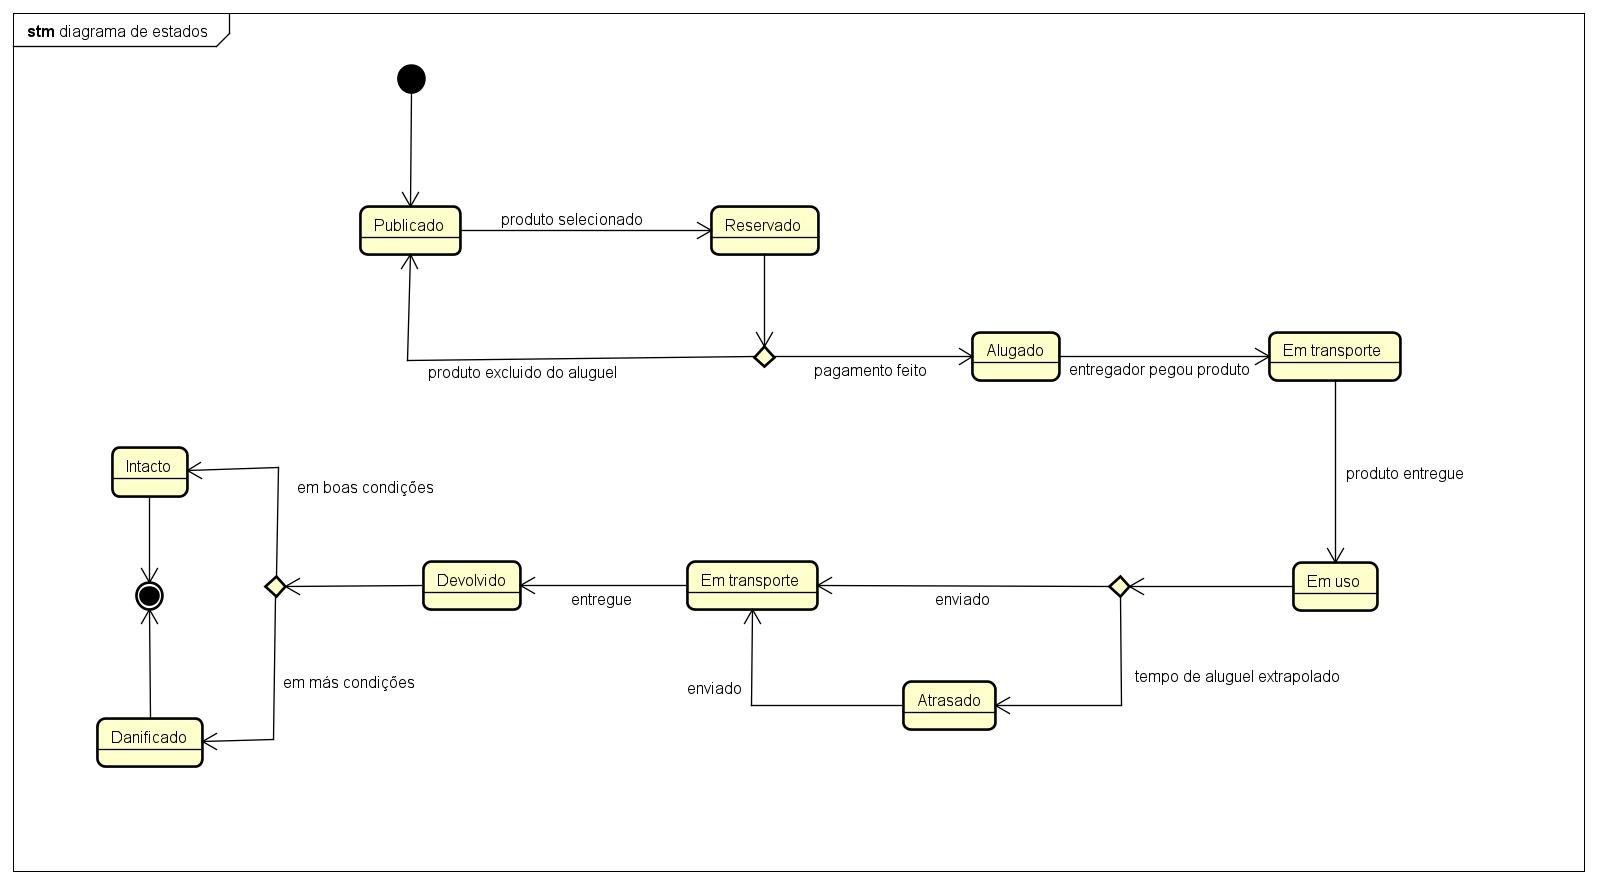 stm diagrama de estados
Publicado
produto selecionado
Reservado
produto excluido do aluguel
pagamento feito
Alugado
entregador pegou produto
Em transporte
produto entregue
Intacto
em boas condições
Devolvido
entregue
Em transporte
enviado
Em uso
em más condições
enviado
Atrasado
tempo de aluguel extrapolado
Danificado